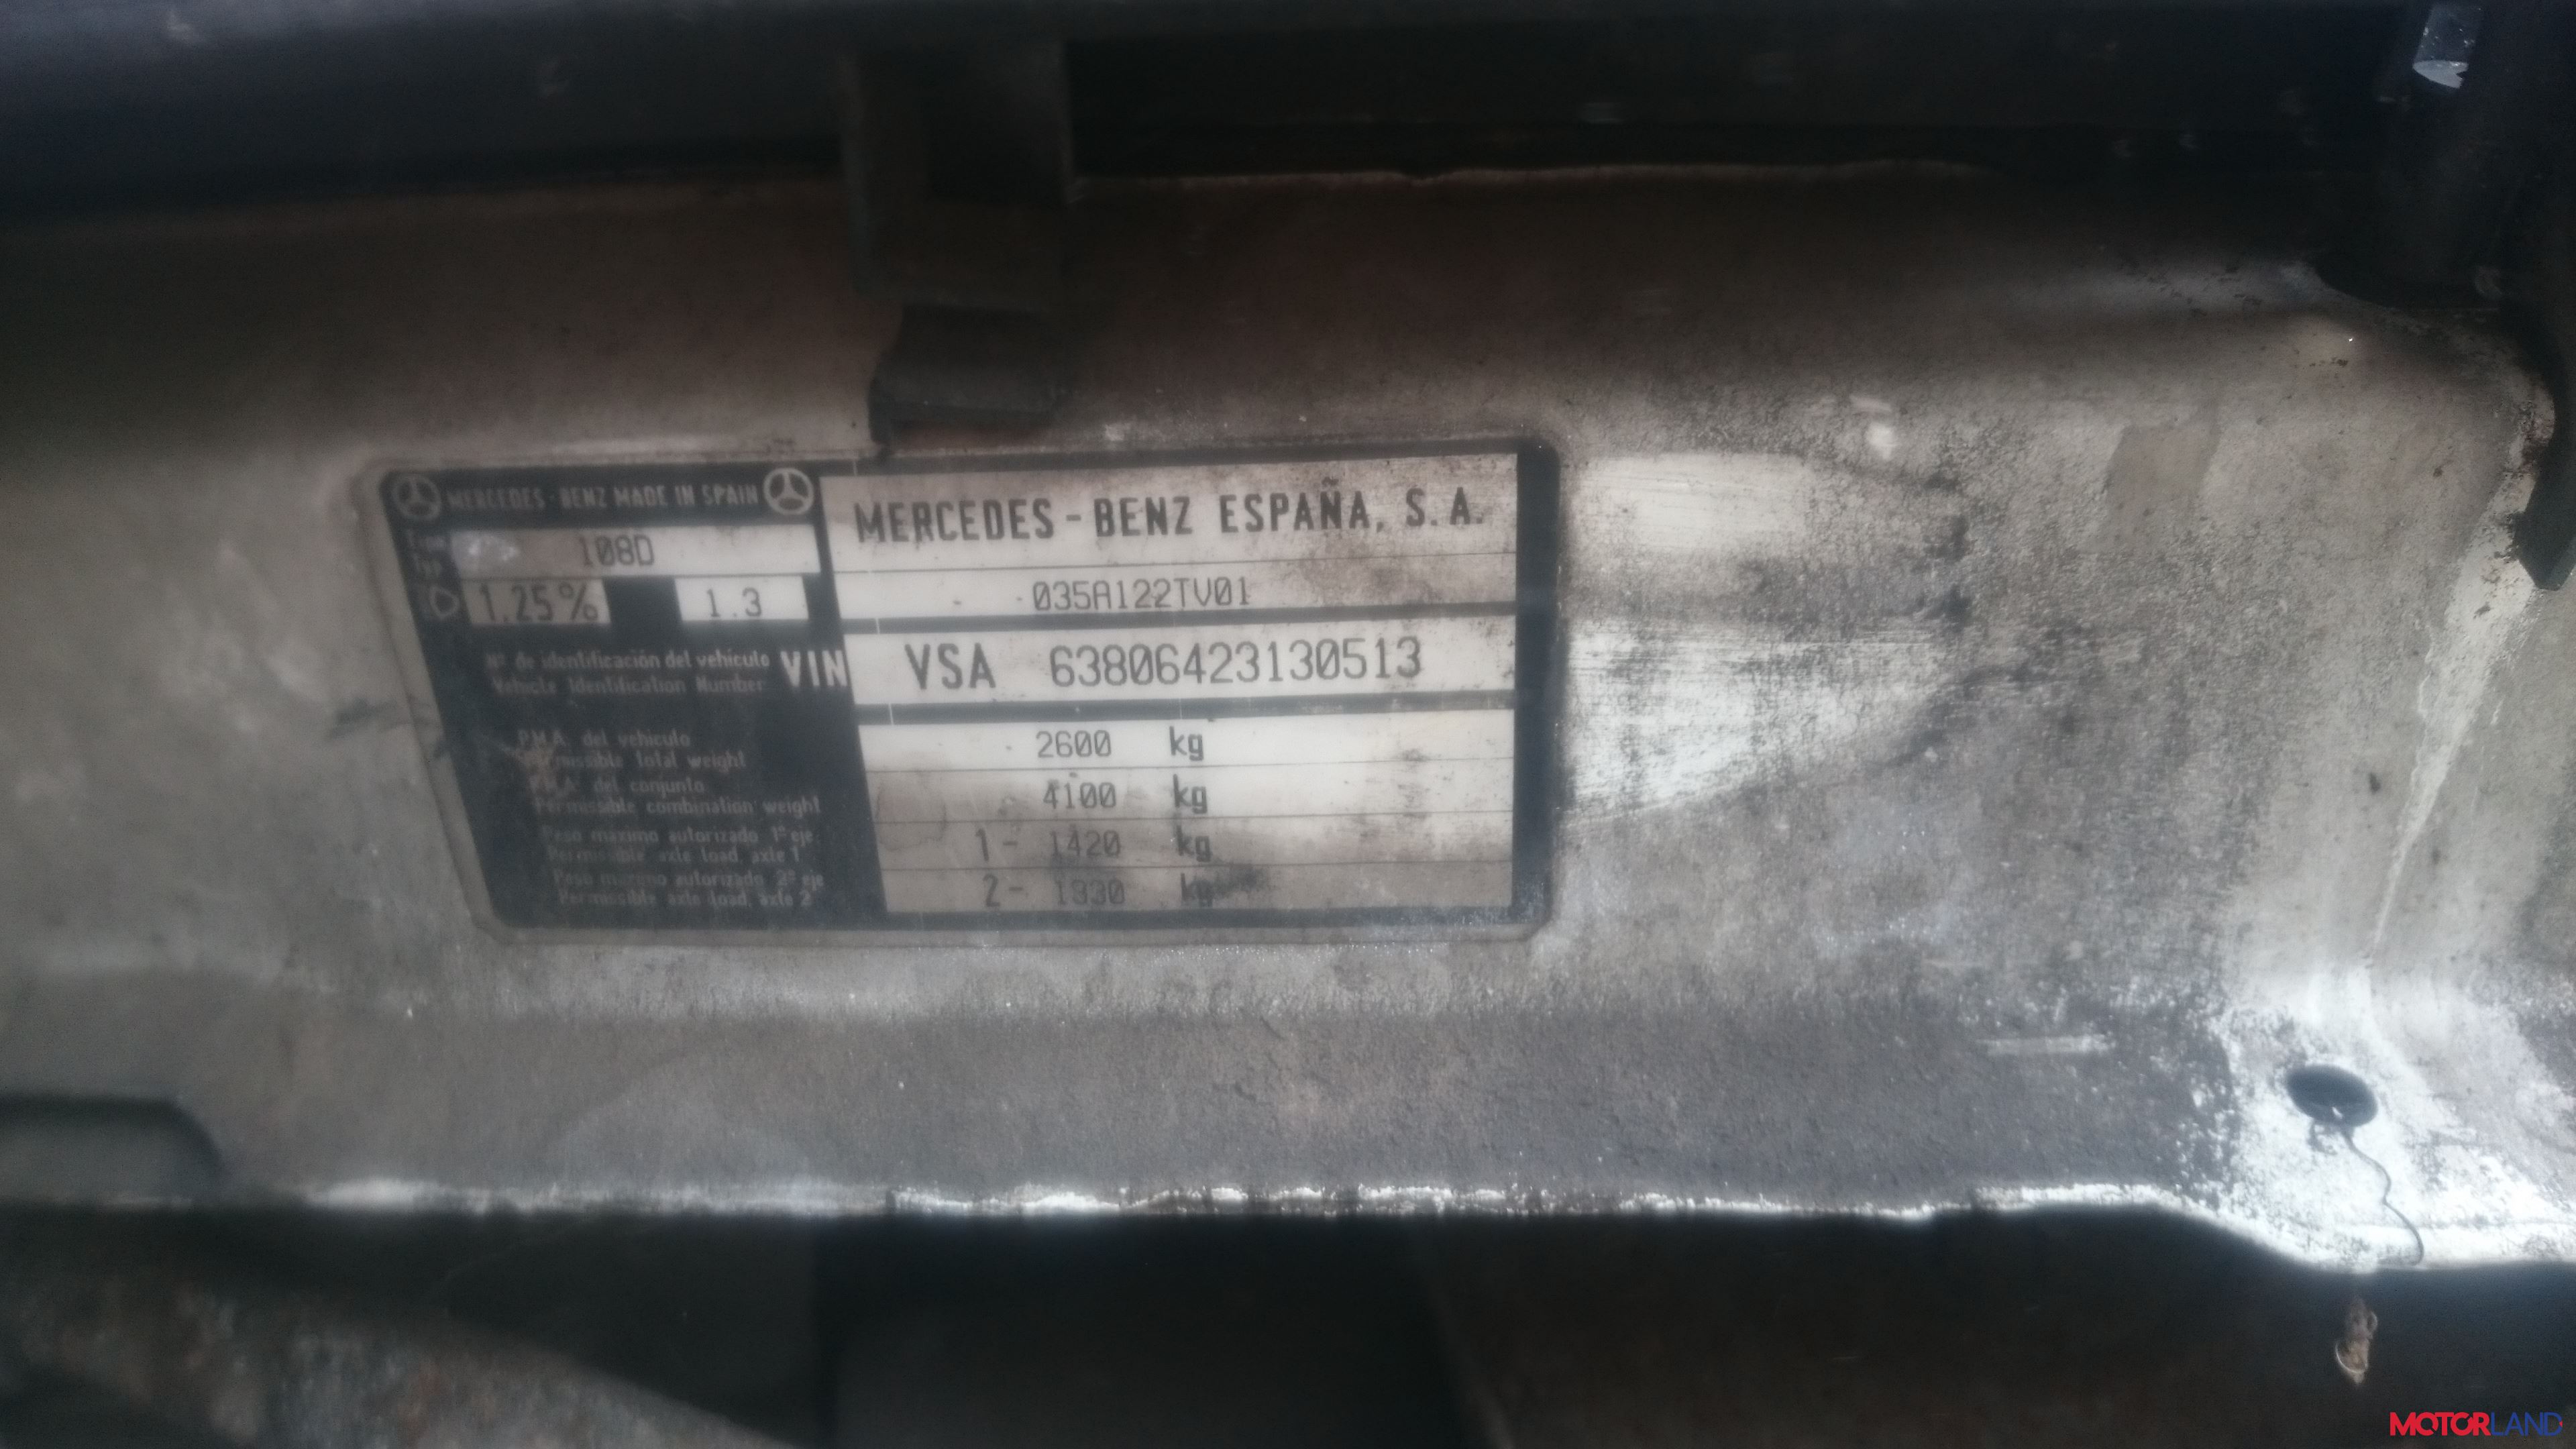 MERCEDES - BENZ MADE IN SPAIN
MERCEDES - BENZ ESPAÑA, S. A.
Typ
108D
1.25% 1.3
035A122TV01
Nº de identificación del vehículo
Vehicle Identification Number
VIN
VSA 63806423130513
P.M.A. del vehículo
Permissible total weight
2600 kg
P.M.A. del conjunto
Permissible combination weight
4100 kg
Peso máximo autorizado 1º eje
Permissible axle load, axle 1
1 - 1420 kg
Peso máximo autorizado 2º eje
Permissible axle load, axle 2
2 - kg
MOTORLAND